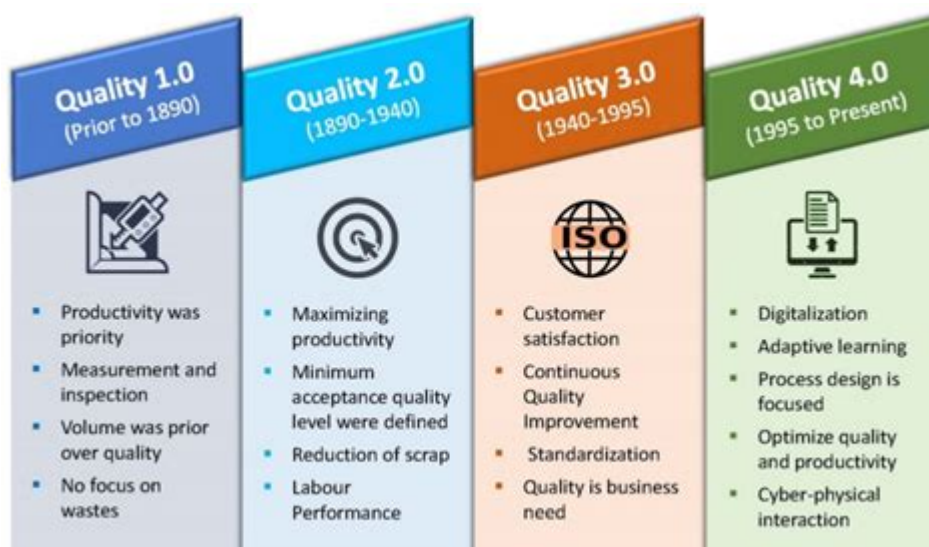 Quality 1.0
(Prior to 1890)
Productivity was
priority
Measurement and
inspection
Volume was prior
over quality
No focus on
wastes
Quality 2.0
(1890-1940)
Maximizing
productivity
Minimum
acceptance quality
level were defined
Reduction of scrap
Labour
Performance
Quality 3.0
(1940-1995)
ISO
Customer
satisfaction
Continuous
Quality
Improvement
Standardization
Quality is business
need
Quality 4.0
(1995 to Present)
Digitalization
Adaptive learning
Process design is
focused
Optimize quality
and productivity
Cyber-physical
interaction